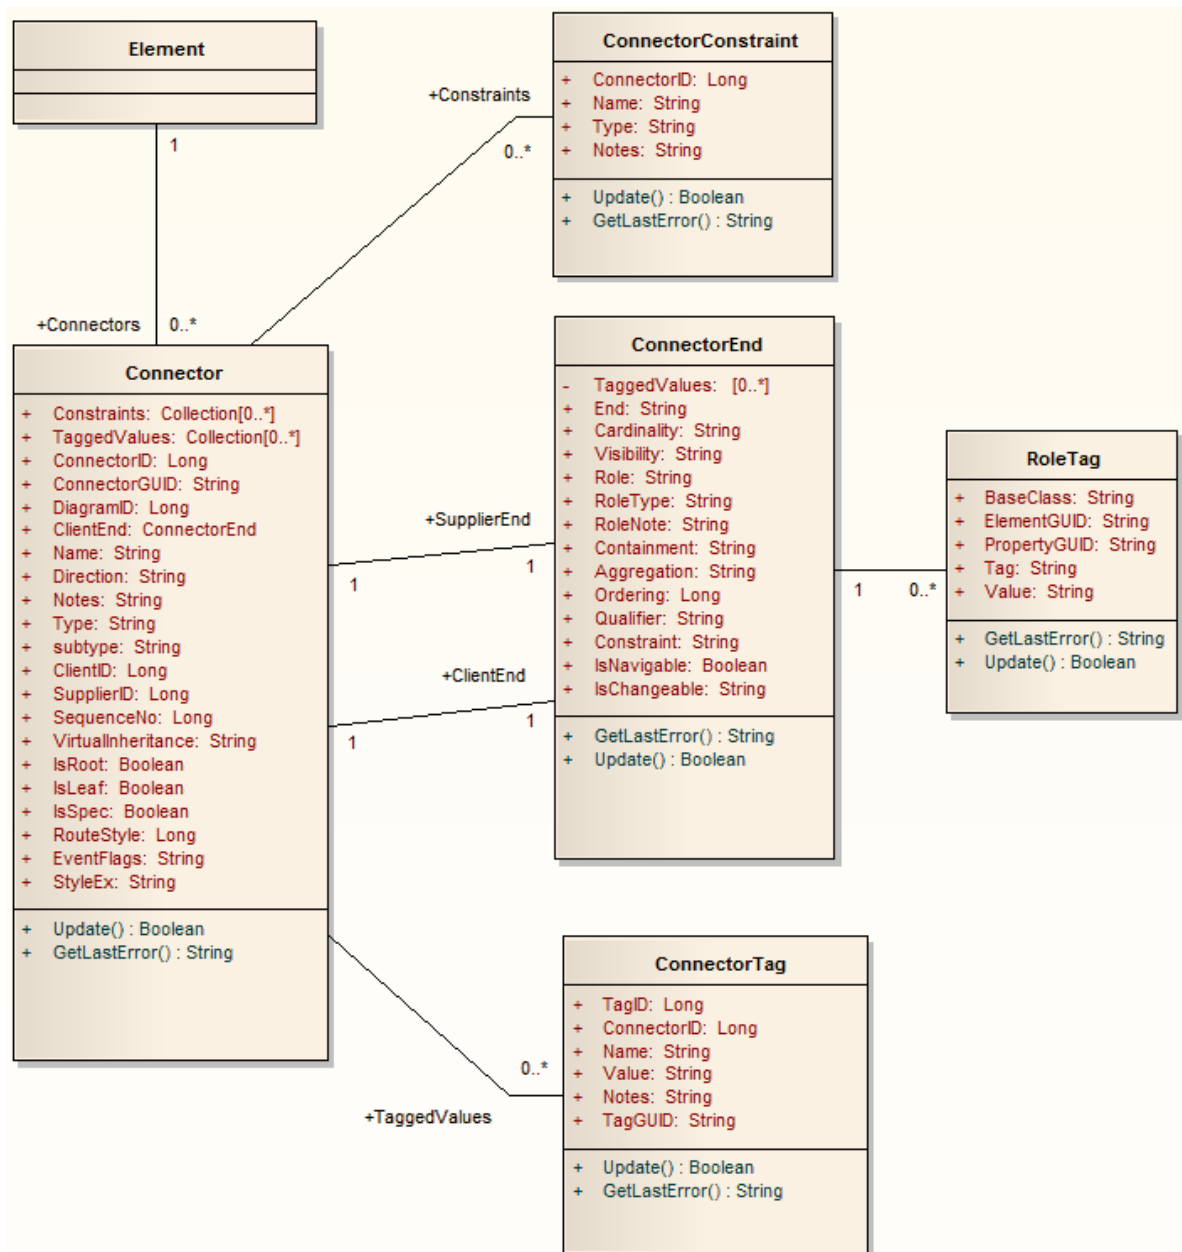 Element
1
+Connectors
0..*
ConnectorConstraint
+ ConnectorID: Long
+ Name: String
+ Type: String
+ Notes: String
+ Update() : Boolean
+ GetLastError() : String
+Constraints
0..*
Connector
+ Constraints: Collection[0..*]
+ TaggedValues: Collection[0..*]
+ ConnectorID: Long
+ ConnectorGUID: String
+ DiagramID: Long
+ ClientEnd: ConnectorEnd
+ Name: String
+ Direction: String
+ Notes: String
+ Type: String
+ subtype: String
+ ClientID: Long
+ SupplierID: Long
+ SequenceNo: Long
+ VirtualInheritance: String
+ IsRoot: Boolean
+ IsLeaf: Boolean
+ IsSpec: Boolean
+ RouteStyle: Long
+ EventFlags: String
+ StyleEx: String
+ Update() : Boolean
+ GetLastError() : String
+SupplierEnd
1
1
+ClientEnd
1
1
ConnectorEnd
- TaggedValues: [0..*]
+ End: String
+ Cardinality: String
+ Visibility: String
+ Role: String
+ RoleType: String
+ RoleNote: String
+ Containment: String
+ Aggregation: String
+ Ordering: Long
+ Qualifier: String
+ Constraint: String
+ IsNavigable: Boolean
+ IsChangeable: String
+ GetLastError() : String
+ Update() : Boolean
1
0..*
RoleTag
+ BaseClass: String
+ ElementGUID: String
+ PropertyGUID: String
+ Tag: String
+ Value: String
+ GetLastError() : String
+ Update() : Boolean
0..*
+TaggedValues
ConnectorTag
+ TagID: Long
+ ConnectorID: Long
+ Name: String
+ Value: String
+ Notes: String
+ TagGUID: String
+ Update() : Boolean
+ GetLastError() : String